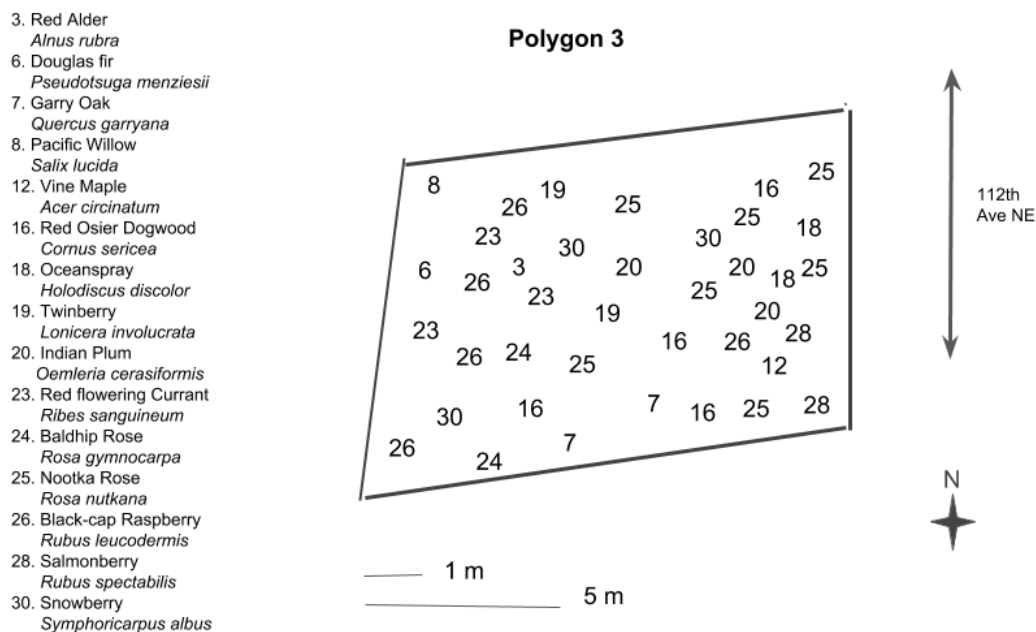 3. Red Alder
Alnus rubra
6. Douglas fir
Pseudotsuga menziesii
7. Garry Oak
Quercus garryana
8. Pacific Willow
Salix lucida
12. Vine Maple
Acer circinatum
16. Red Osier Dogwood
Cornus sericea
18. Oceanspray
Holodiscus discolor
19. Twinberry
Lonicera involucrata
20. Indian Plum
Oemleria cerasiformis
23. Red flowering Currant
Ribes sanguineum
24. Baldhip Rose
Rosa gymnocarpa
25. Nootka Rose
Rosa nutkana
26. Black-cap Raspberry
Rubus leucodermis
28. Salmonberry
Rubus spectabilis
30. Snowberry
Symphoricarpus albus
Polygon 3
25
8 19 16
26 25
25
23 30 18
30
6 26 3 20 20 18 25
23 25
19 20
23 16 26 28
26 24 25 12
30 16 7 16 25 28
26 7
24
112th
Ave NE
N
1 m
5 m